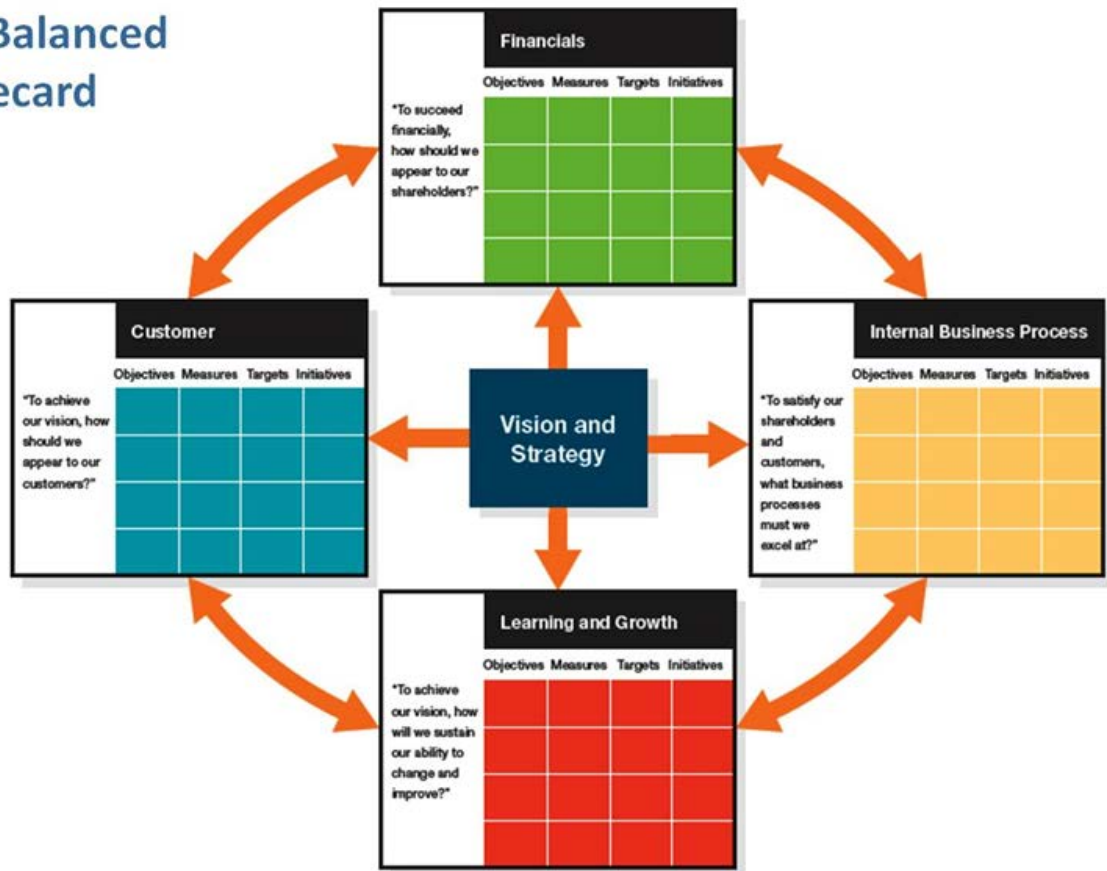 Balanced
ecard
Financials
Objectives Measures Targets Initiatives
"To succeed
financially,
how should we
appear to our
shareholders?"
Customer
Objectives Measures Targets Initiatives
"To achieve
our vision, how
should we
appear to our
customers?"
Vision and
Strategy
Internal Business Process
Objectives Measures Targets Initiatives
"To satisfy our
shareholders
and
customers,
what business
processes
must we
excel at?"
Learning and Growth
Objectives Measures Targets Initiatives
"To achieve
our vision, how
will we sustain
our ability to
change and
improve?"